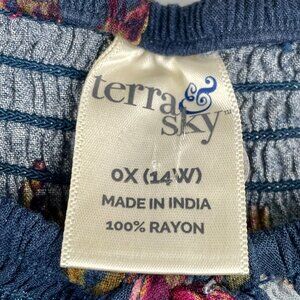 terra &
sky™
0X (14W)
MADE IN INDIA
100% RAYON